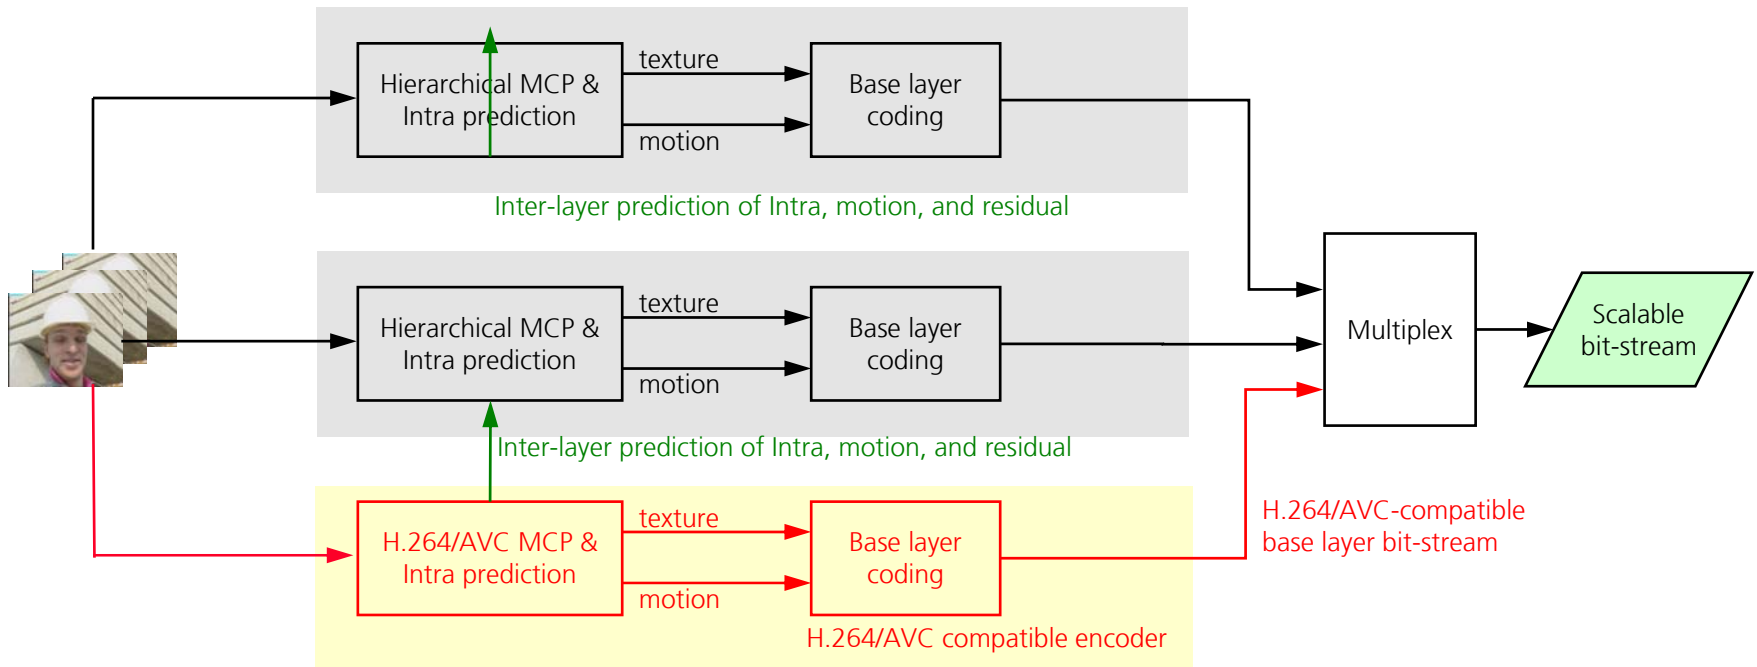 texture
Hierarchical MCP &
Intra prediction
Base layer
coding
motion
Inter-layer prediction of Intra, motion, and residual
texture
Hierarchical MCP &
Intra prediction
Base layer
coding
motion
Multiplex
Scalable
bit-stream
Inter-layer prediction of Intra, motion, and residual
texture
H.264/AVC MCP &
Intra prediction
Base layer
coding
motion
H.264/AVC-compatible
base layer bit-stream
H.264/AVC compatible encoder